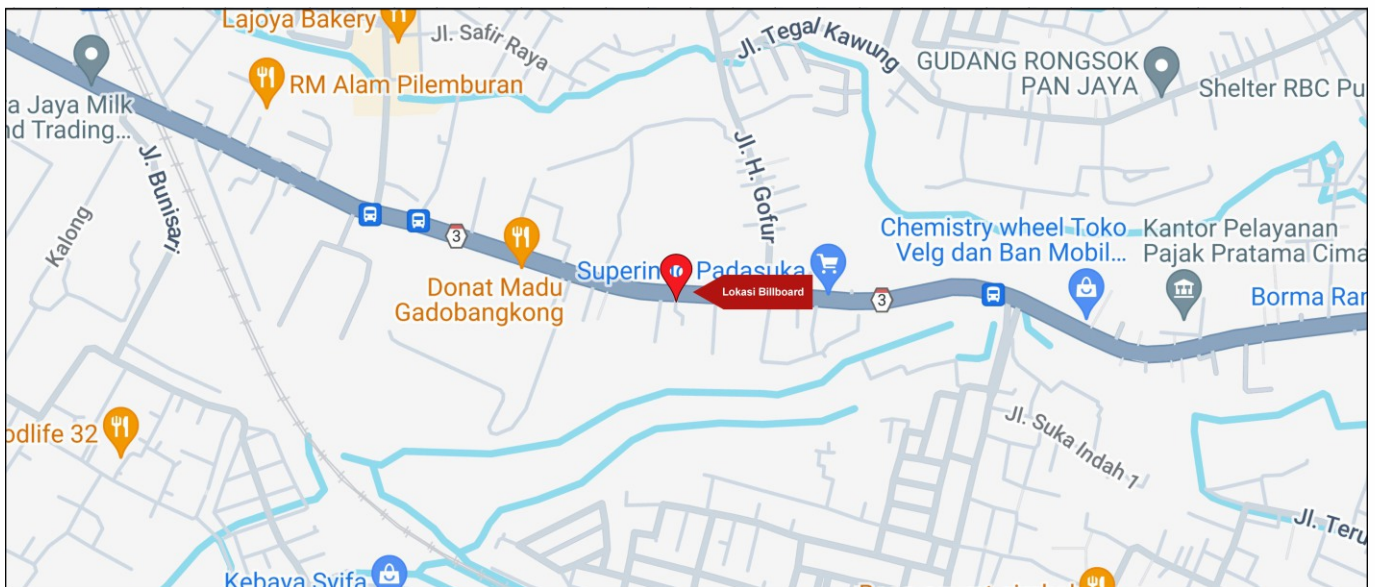 Lajoya Bakery
Jl. Safir Raya
Jl. Tegal Kawung
GUDANG RONGSOK
PAN JAYA
Shelter RBC Pu
RM Alam Pilemburan
a Jaya Milk
nd Trading...
Jl. Bunisari
Kalong
Jl. H. Gofur
3
Donat Madu
Gadobangkong
Superindo Padasuka
Lokasi Billboard
3
Chemistry wheel Toko
Velg dan Ban Mobil...
Kantor Pelayanan
Pajak Pratama Cima
Borma Rar
odlife 32
Jl. Suka Indah 1
Jl. Teru
Kebaya Syifa